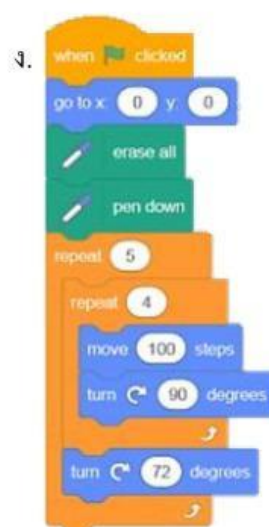 ง.
when clicked
go to x: 0 y: 0
erase all
pen down
repeat 5
repeat 4
move 100 steps
turn 90 degrees
turn 72 degrees